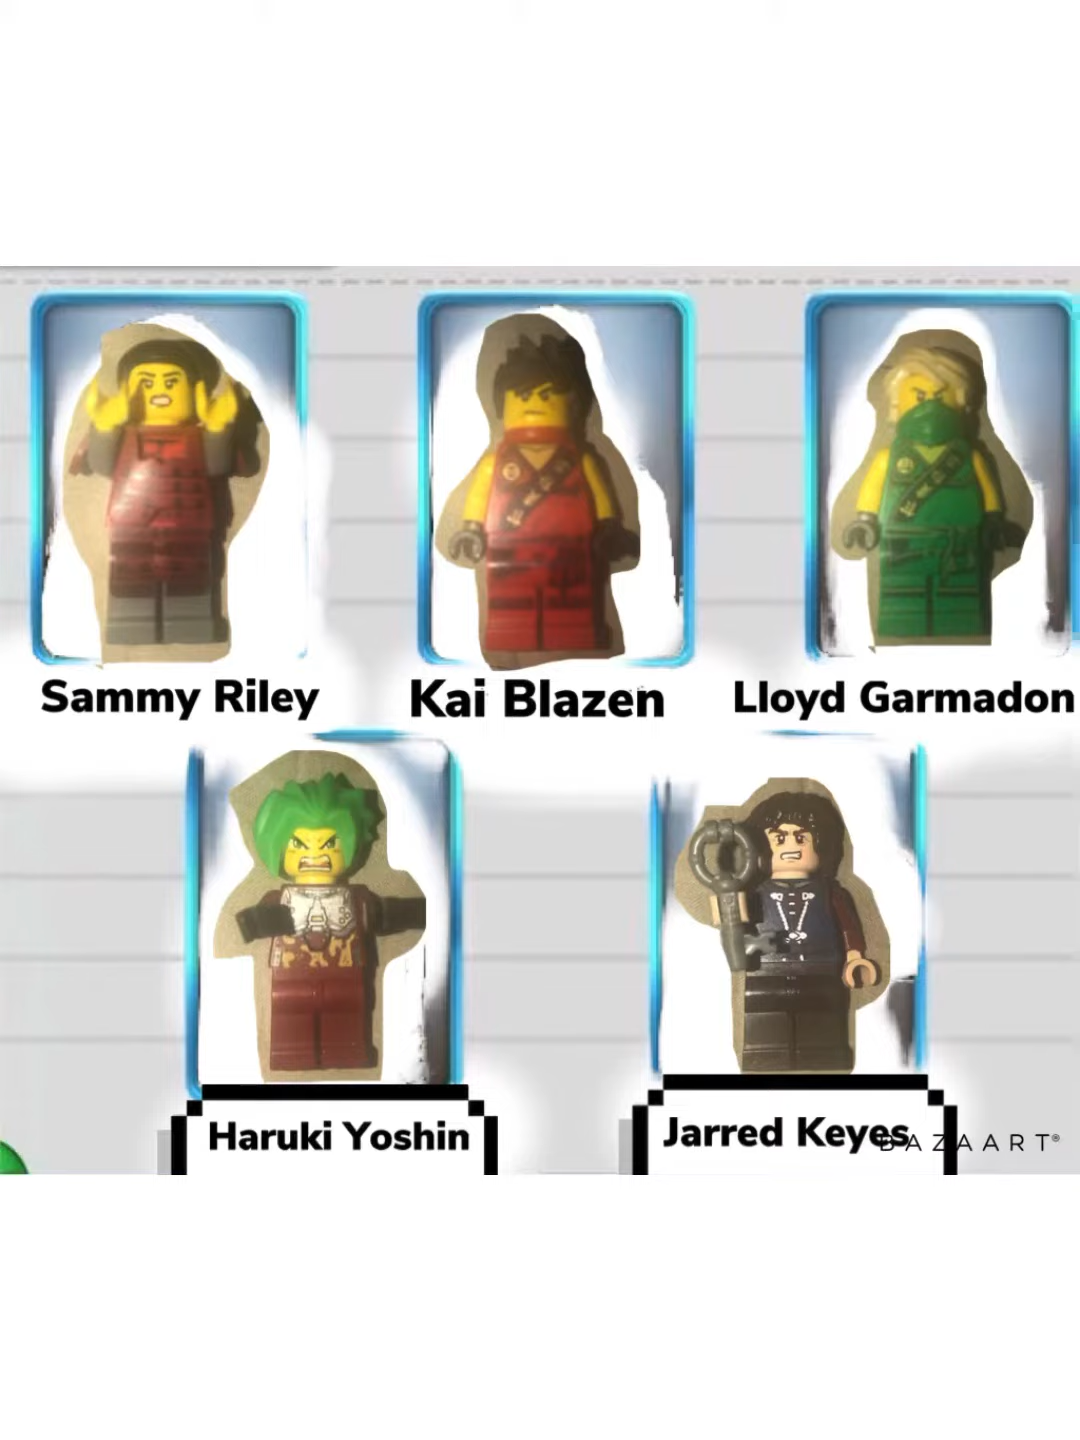 Sammy Riley
Kai Blazen
Lloyd Garmadon
Haruki Yoshin
Jarred Keyes
BAZAART®